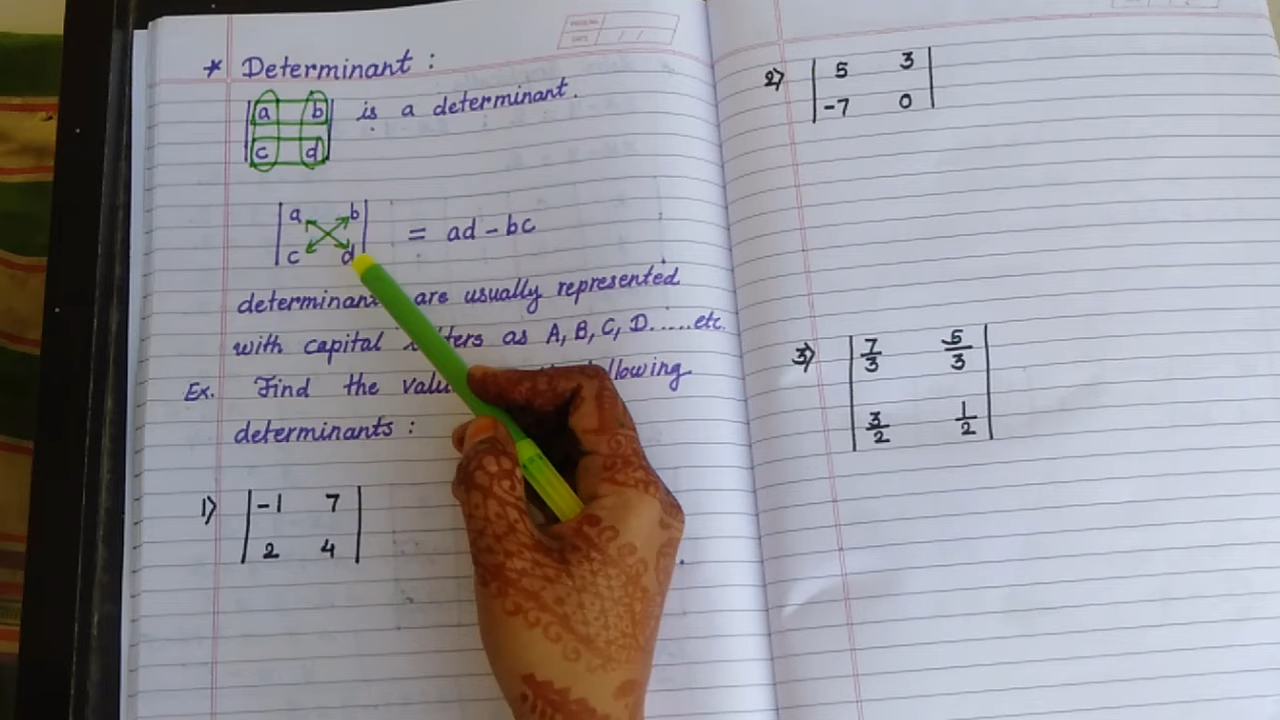 * Determinant :
|a b| is a determinant.
|c d|
|a b| = ad - bc
|c d|
determinant are usually represented
with capital as A, B, C, D.....etc.
Ex. Find the
determinants :
1) |-1 7|
|2 4|
2) |5 3|
|-7 0|
3) |7/3 5/3|
|3/2 1/2|